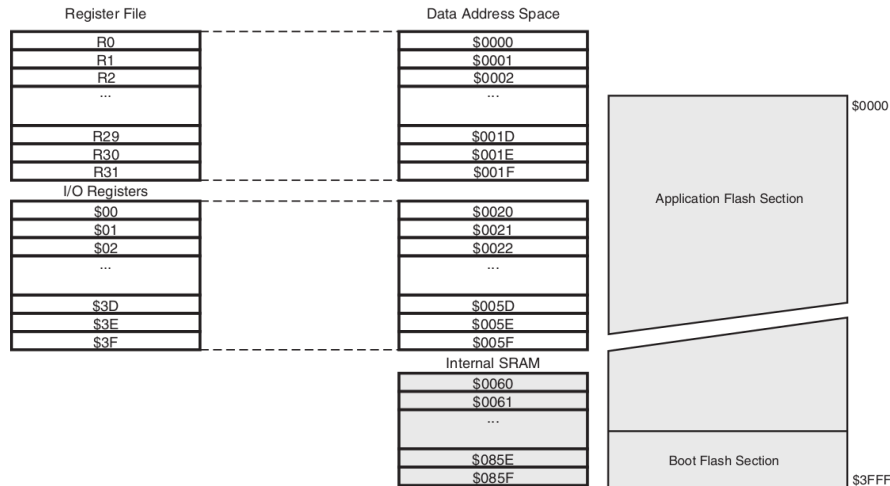 Register File
R0
R1
R2
...
R29
R30
R31
I/O Registers
$00
$01
$02
...
$3D
$3E
$3F
Data Address Space
$0000
$0001
$0002
...
$001D
$001E
$001F
$0020
$0021
$0022
...
$005D
$005E
$005F
Internal SRAM
$0060
$0061
...
$085E
$085F
$0000
Application Flash Section
Boot Flash Section
$3FFF